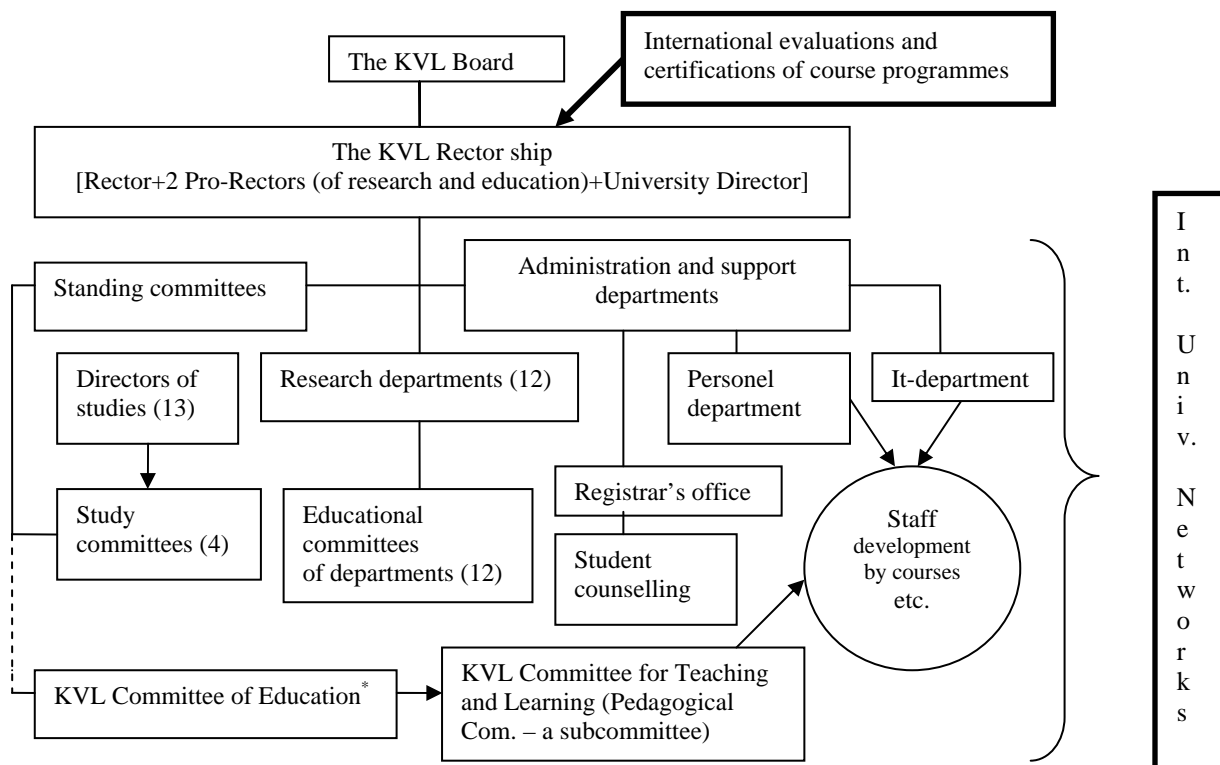 The KVL Board
International evaluations and
certifications of course programmes
The KVL Rector ship
[Rector+2 Pro-Rectors (of research and education)+University Director]
Standing committees
Administration and support
departments
Directors of
studies (13)
Research departments (12)
Personel
department
It-department
Study
committees (4)
Educational
committees
of departments (12)
Registrar's office
Student
counselling
Staff
development
by courses
etc.
KVL Committee of Education*
KVL Committee for Teaching
and Learning (Pedagogical
Com. – a subcommittee)
I
n
t.
U
n
i
v.
N
e
t
w
o
r
k
s